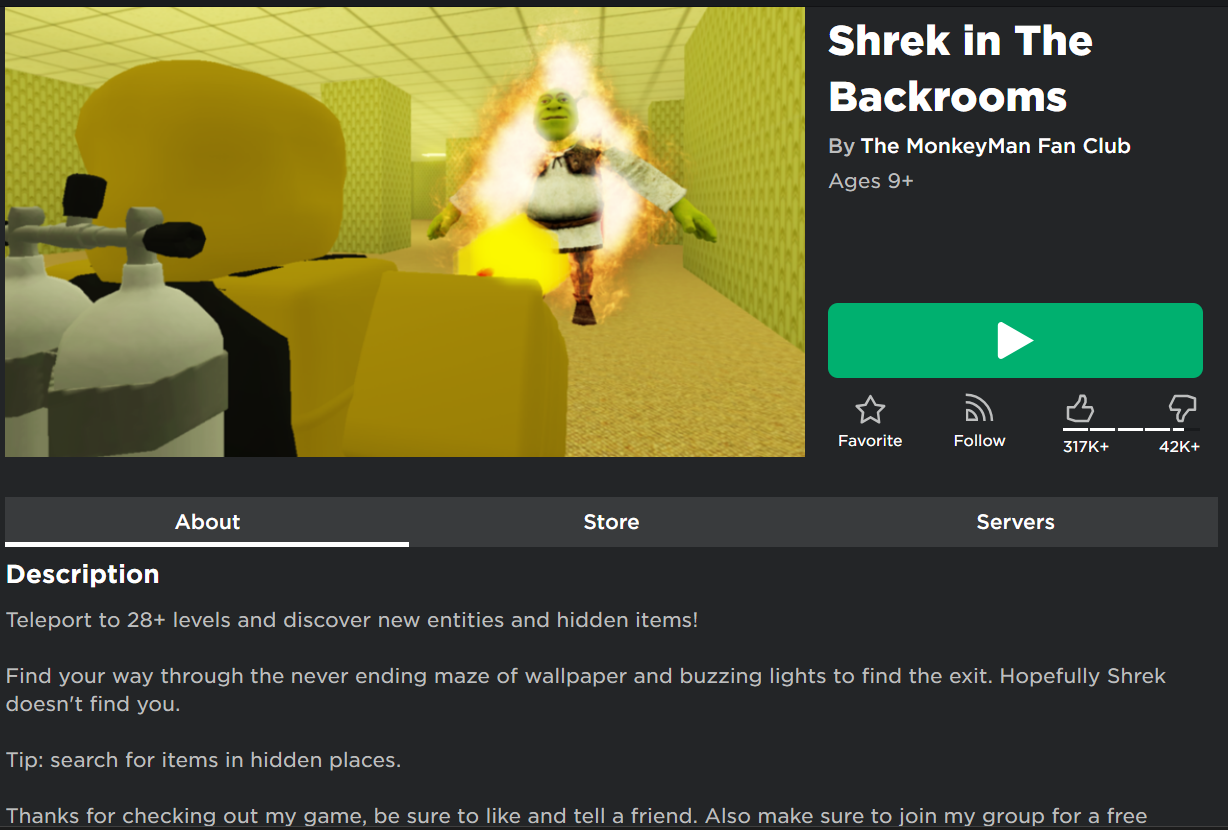 Shrek in The
Backrooms
By The MonkeyMan Fan Club
Ages 9+
Favorite
Follow
317K+
42K+
About
Store
Servers
Description
Teleport to 28+ levels and discover new entities and hidden items!
Find your way through the never ending maze of wallpaper and buzzing lights to find the exit. Hopefully Shrek
doesn't find you.
Tip: search for items in hidden places.
Thanks for checking out my game, be sure to like and tell a friend. Also make sure to join my group for a free